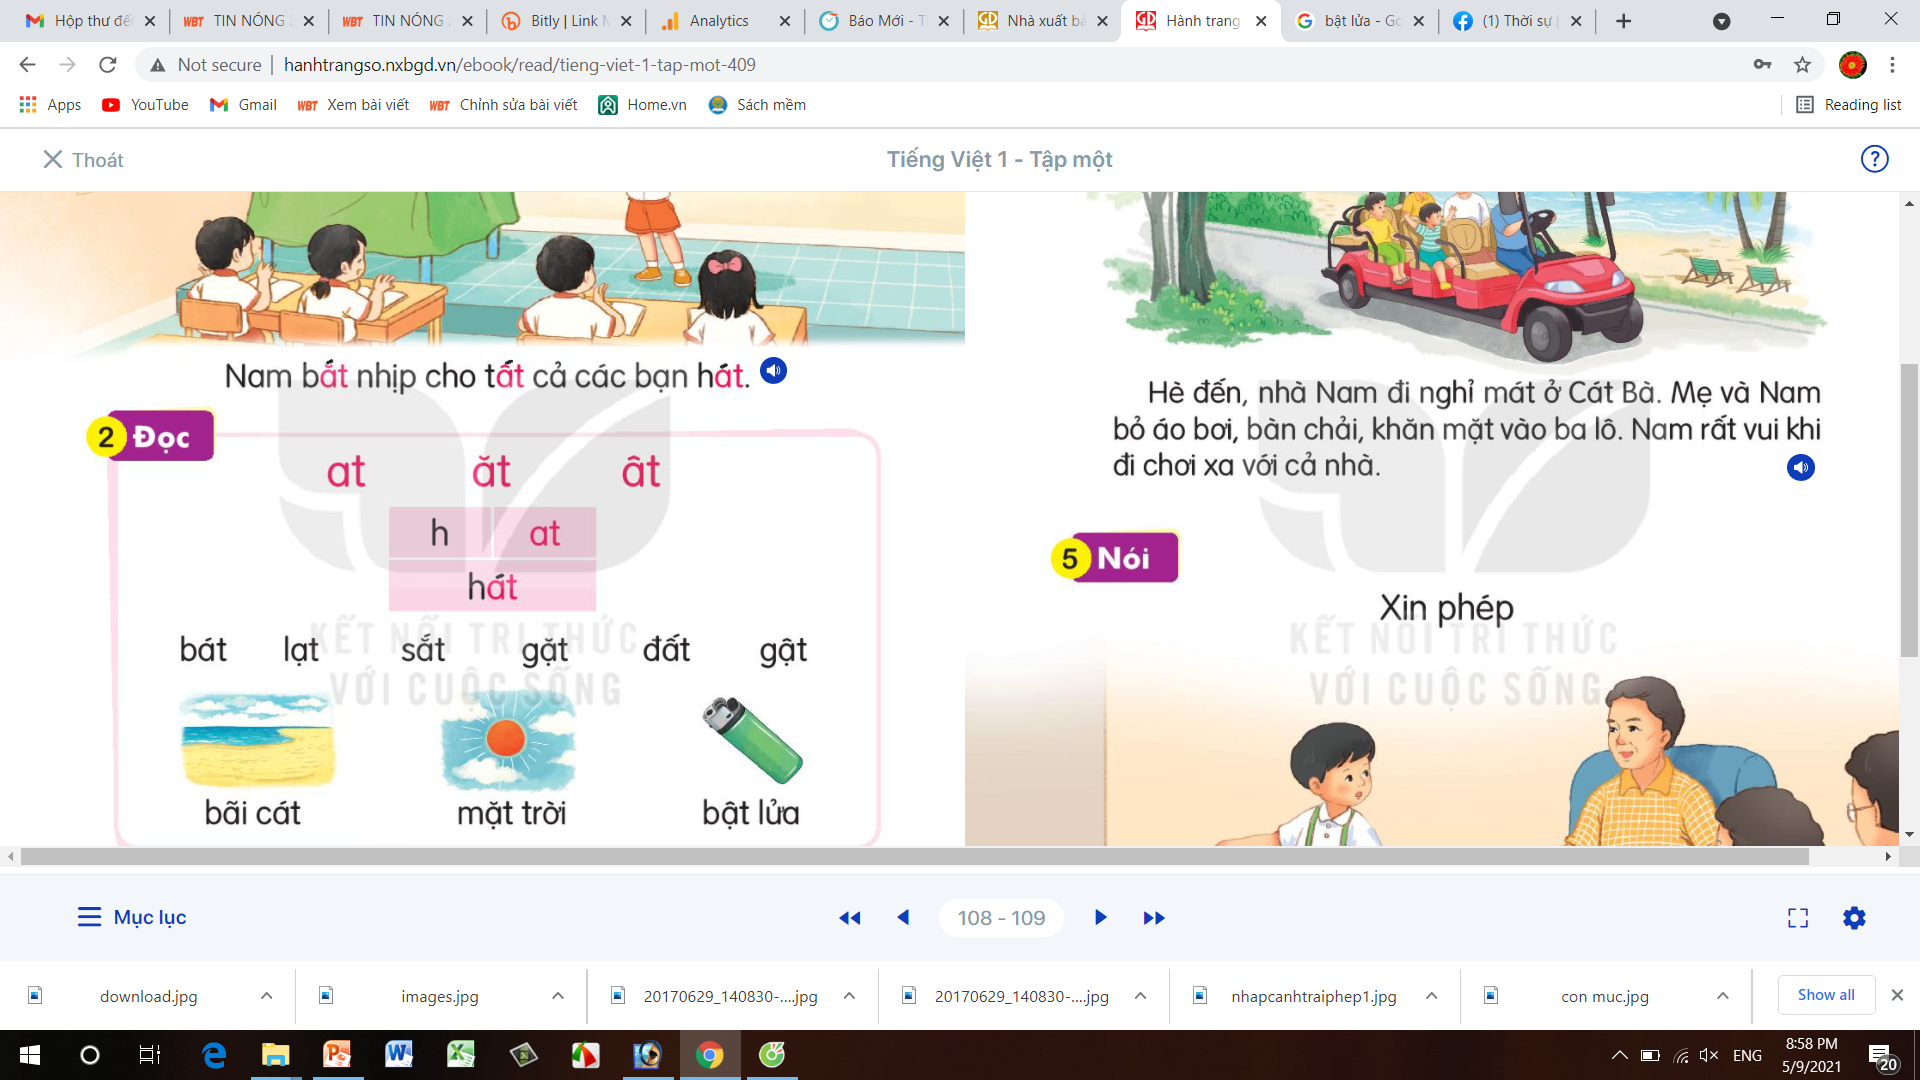 Hộp thư đế
TIN NÓNG 2
TIN NÓNG 2
Bitly | Link M
Analytics
Báo Mới - T
Nhà xuất bả
Hành trang
bật lửa - Go
(1) Thời sự |
Not secure | hanhtrangso.nxbgd.vn/ebook/read/tieng-viet-1-tap-mot-409
Apps
YouTube
Gmail
WBT Xem bài viết
WBT Chỉnh sửa bài viết
Home.vn
Sách mềm
Reading list
Thoát
Tiếng Việt 1 - Tập một
?
Nam bắt nhịp cho tất cả các bạn hát.
2 Đọc
at ăt ât
h at
hát
bát lạt sắt gặt đất gật
KẾT NỐI TRI THỨC
VỚI CUỘC SỐNG
bãi cát mặt trời bật lửa
Hè đến, nhà Nam đi nghỉ mát ở Cát Bà. Mẹ và Nam
bỏ áo bơi, bàn chải, khăn mặt vào ba lô. Nam rất vui khi
đi chơi xa với cả nhà.
5 Nói
Xin phép
KẾT NỐI TRI THỨC
VỚI CUỘC SỐNG
Mục lục
108 - 109
download.jpg
images.jpg
20170629_140830-....jpg
20170629_140830-....jpg
nhapcanhtraiphep1.jpg
con muc.jpg
Show all
ENG
8:58 PM
5/9/2021
20